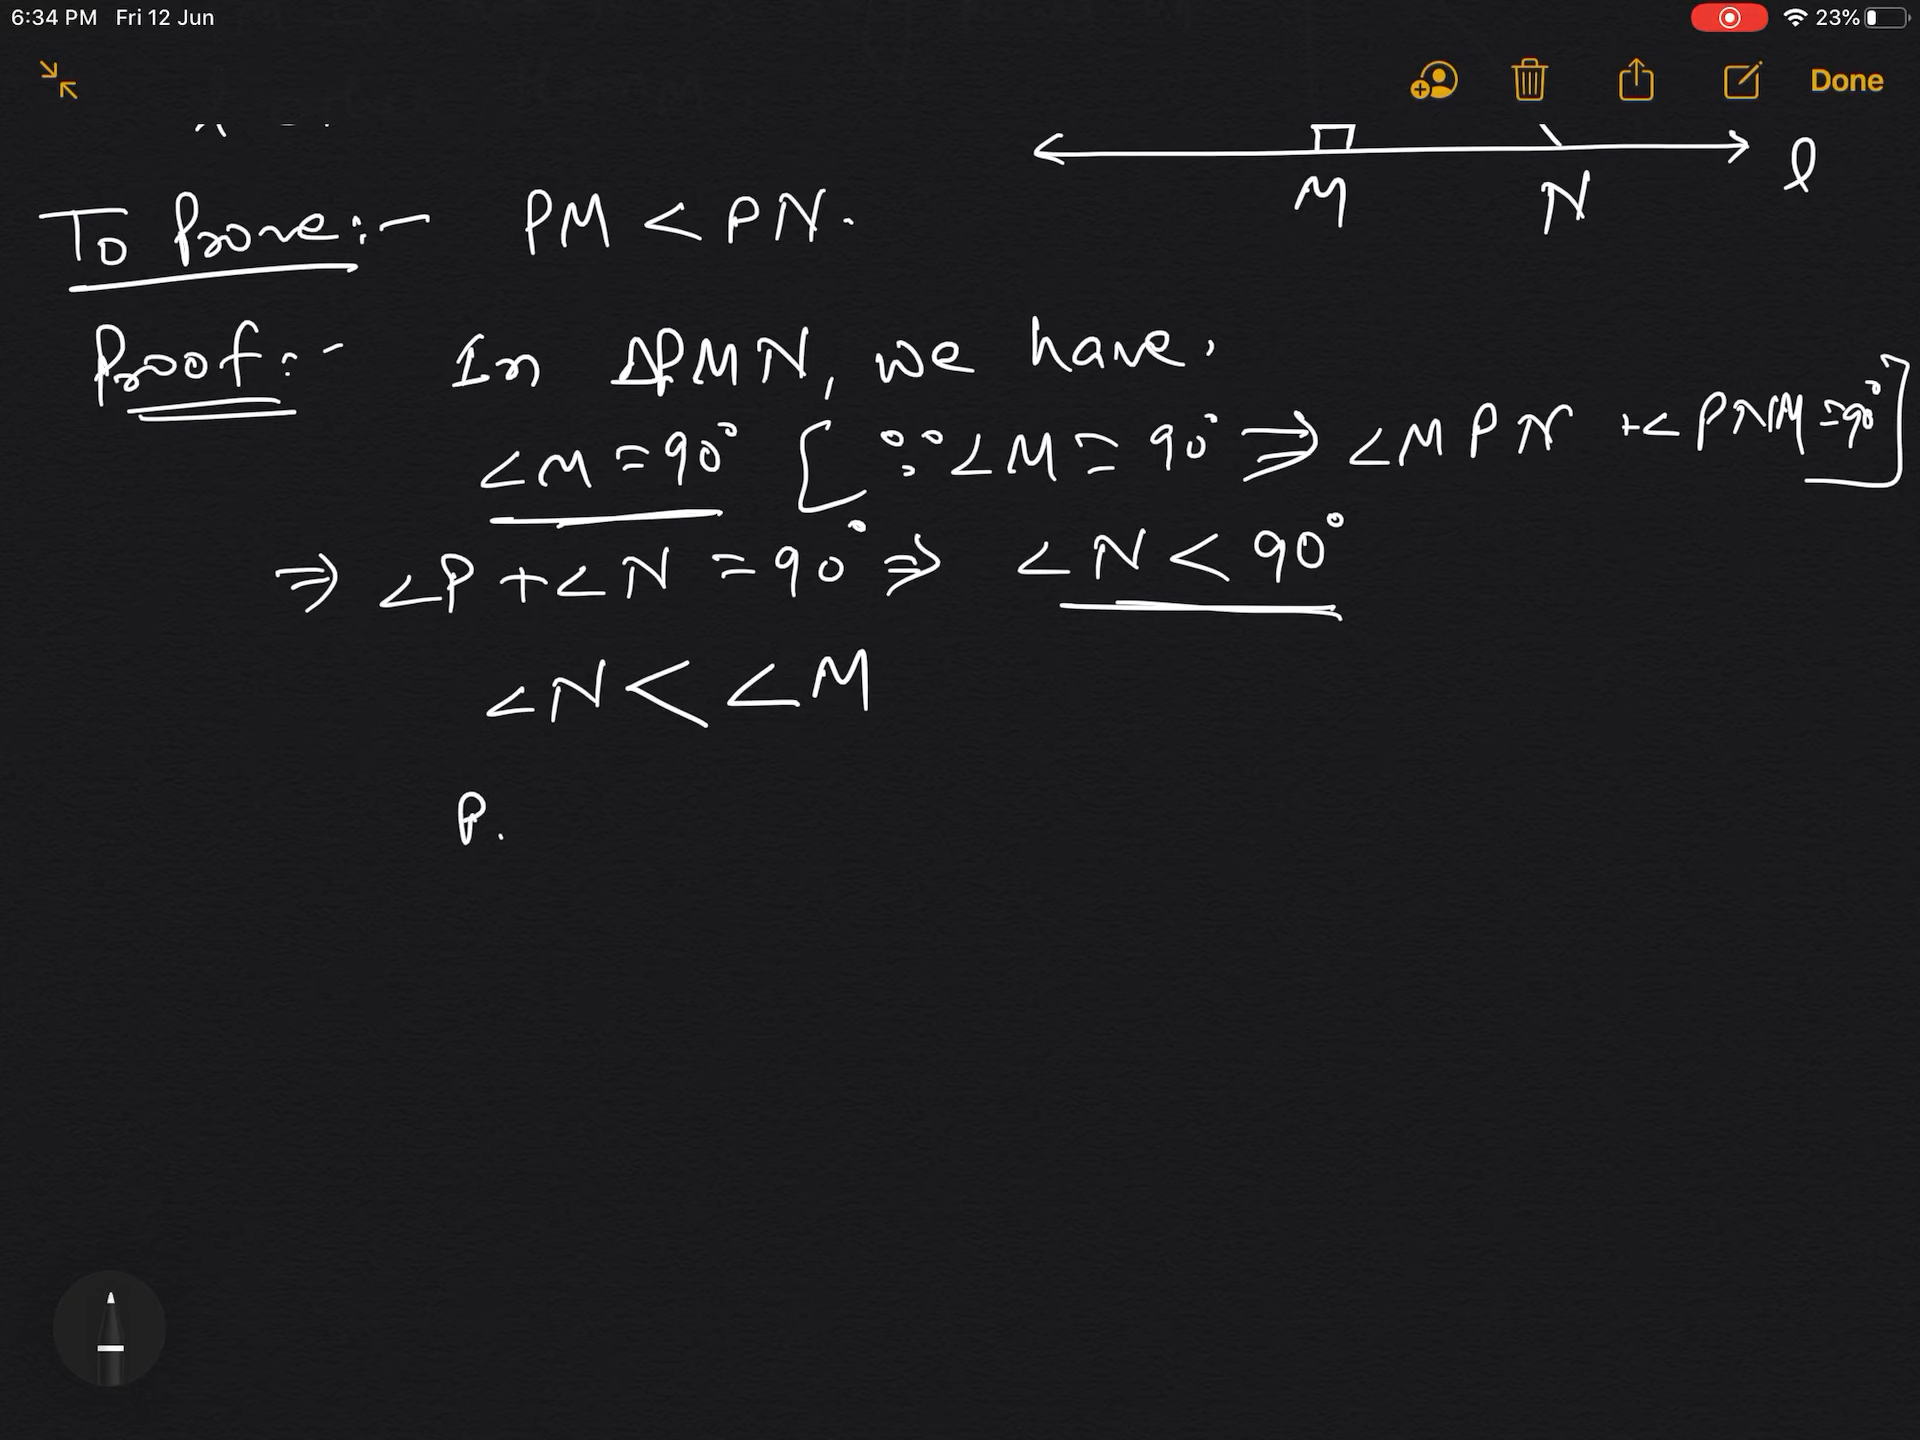 6:34 PM Fri 12 Jun 23%
Done
M N l
To Prove:- PM < PN.
Proof:- In ΔPMN, we have,
∠M = 90° [∵ ∠M = 90° ⇒ ∠MPN + ∠PNM = 90°]
⇒ ∠P + ∠N = 90° ⇒ ∠N < 90°
∠N < ∠M
P.